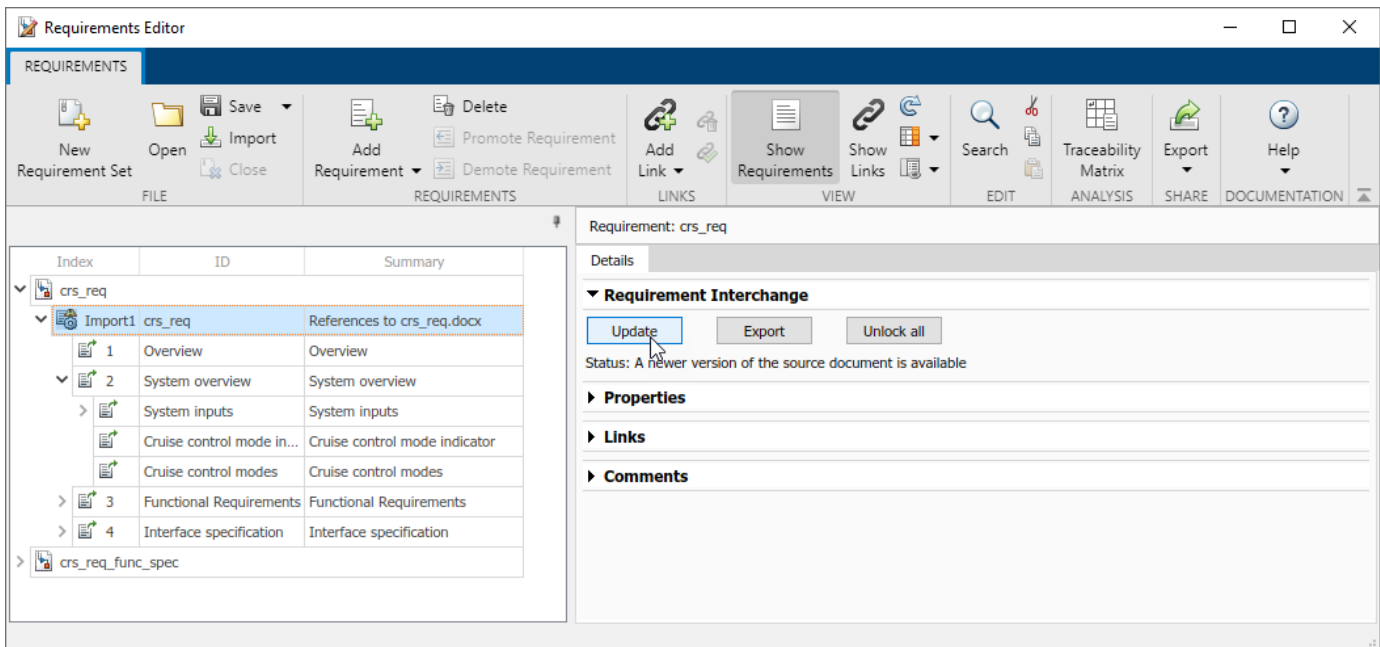 Requirements Editor
REQUIREMENTS
New Requirement Set
Open
Save
Import
Close
FILE
Add Requirement
Delete
Promote Requirement
Demote Requirement
REQUIREMENTS
Add Link
LINKS
Show Requirements
Show Links
VIEW
Search
EDIT
Traceability Matrix
ANALYSIS
Export
SHARE
Help
DOCUMENTATION
Index ID Summary
crs_req
Import1 crs_req References to crs_req.docx
1 Overview Overview
2 System overview System overview
System inputs System inputs
Cruise control mode in... Cruise control mode indicator
Cruise control modes Cruise control modes
3 Functional Requirements Functional Requirements
4 Interface specification Interface specification
crs_req_func_spec
Requirement: crs_req
Details
Requirement Interchange
Update Export Unlock all
Status: A newer version of the source document is available
Properties
Links
Comments